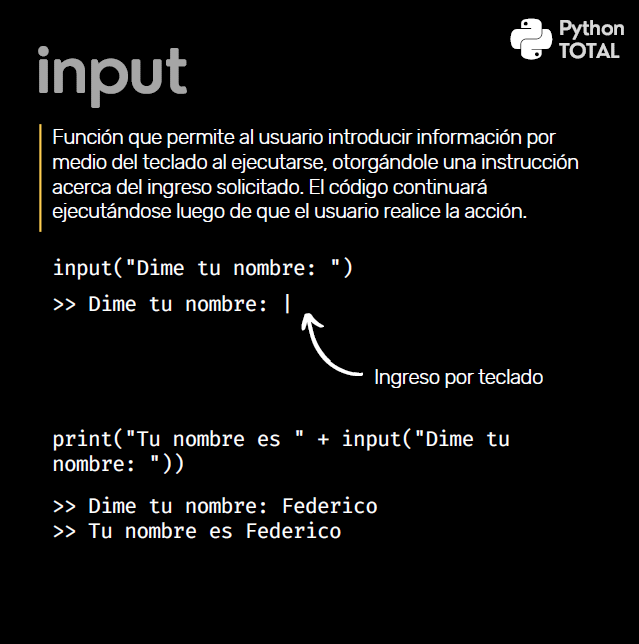 Python
TOTAL
input
Función que permite al usuario introducir información por
medio del teclado al ejecutarse, otorgándole una instrucción
acerca del ingreso solicitado. El código continuará
ejecutándose luego de que el usuario realice la acción.
input("Dime tu nombre: ")
>> Dime tu nombre: |
Ingreso por teclado
print("Tu nombre es " + input("Dime tu
nombre: "))
>> Dime tu nombre: Federico
>> Tu nombre es Federico